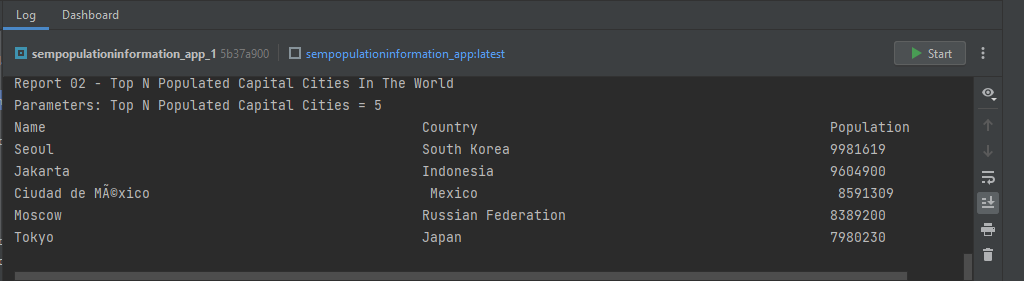 Log Dashboard
sempopulationinformation_app_1 5b37a900 sempopulationinformation_app:latest Start
Report 02 - Top N Populated Capital Cities In The World
Parameters: Top N Populated Capital Cities = 5
Name Country Population
Seoul South Korea 9981619
Jakarta Indonesia 9604900
Ciudad de MÃ©xico Mexico 8591309
Moscow Russian Federation 8389200
Tokyo Japan 7980230